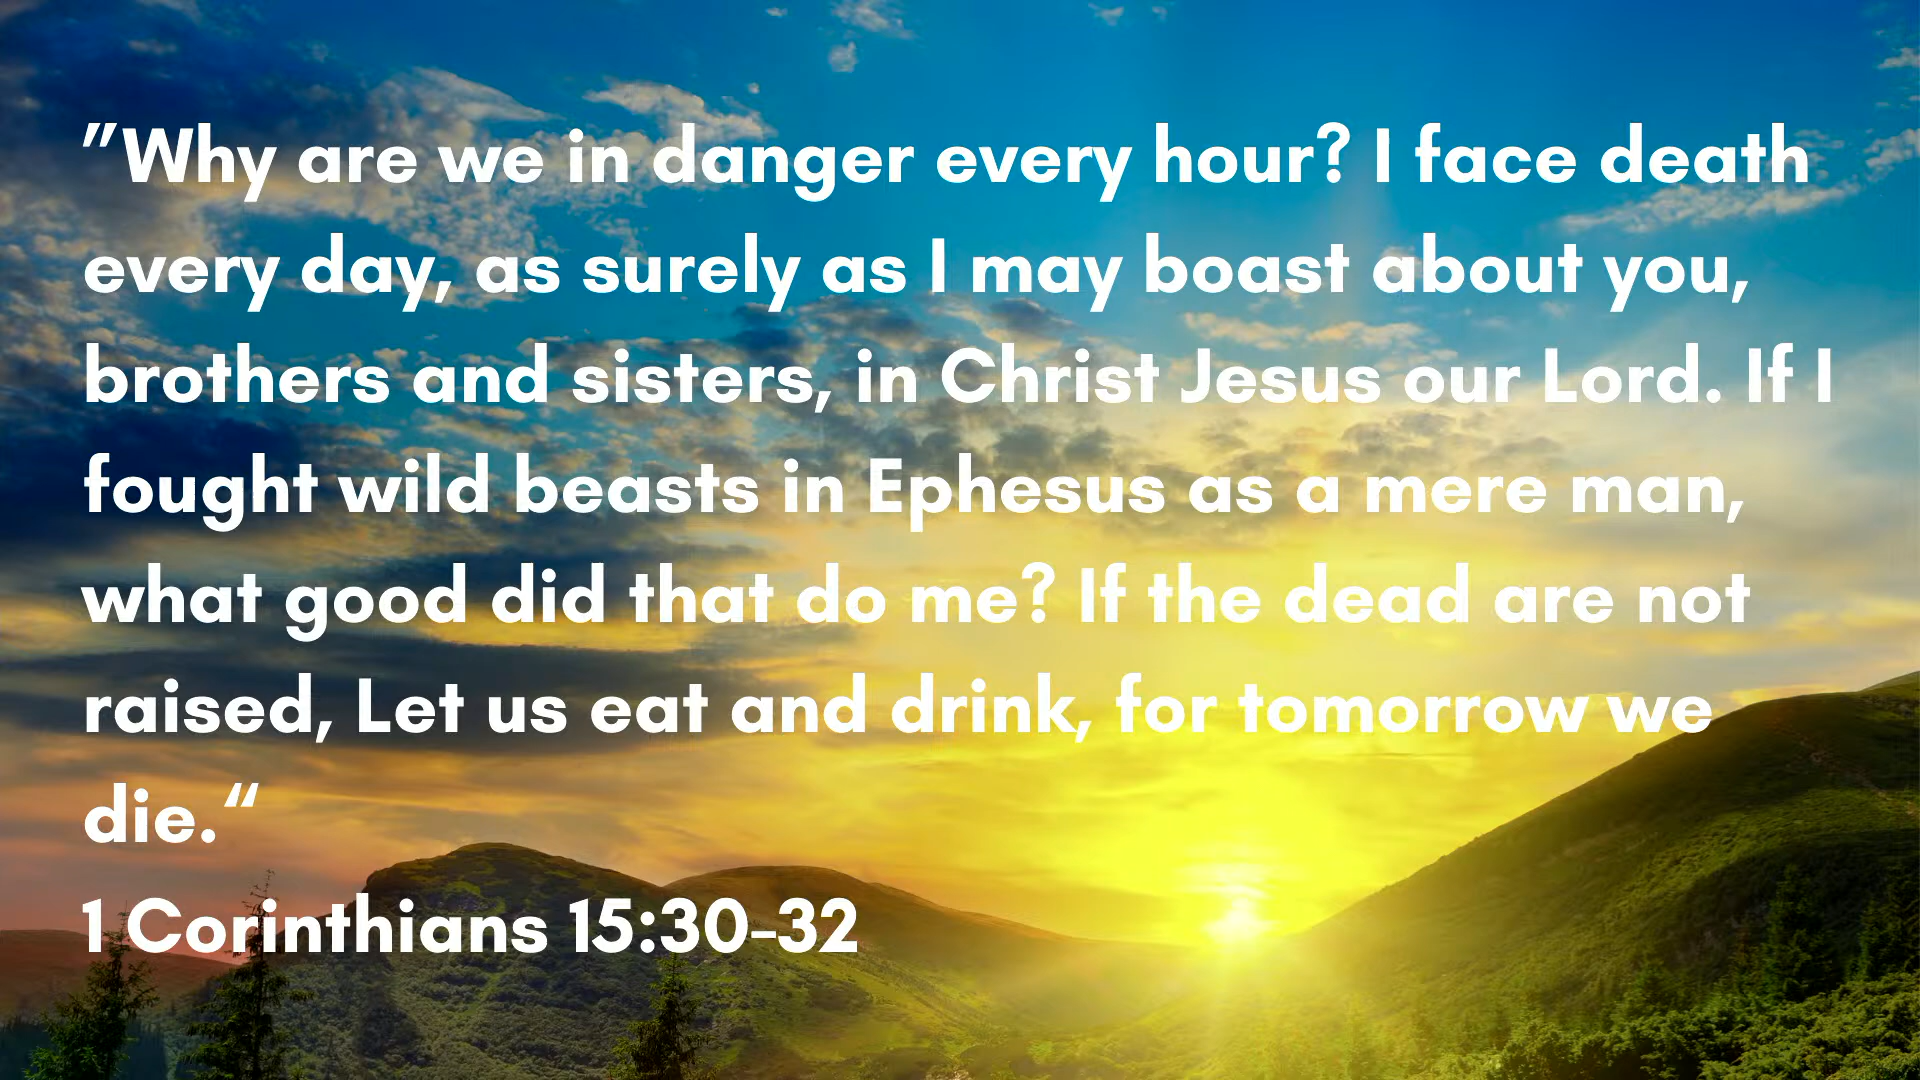 ”Why are we in danger every hour? I face death
every day, as surely as I may boast about you,
brothers and sisters, in Christ Jesus our Lord. If I
fought wild beasts in Ephesus as a mere man,
what good did that do me? If the dead are not
raised, Let us eat and drink, for tomorrow we
die.“
1 Corinthians 15:30-32